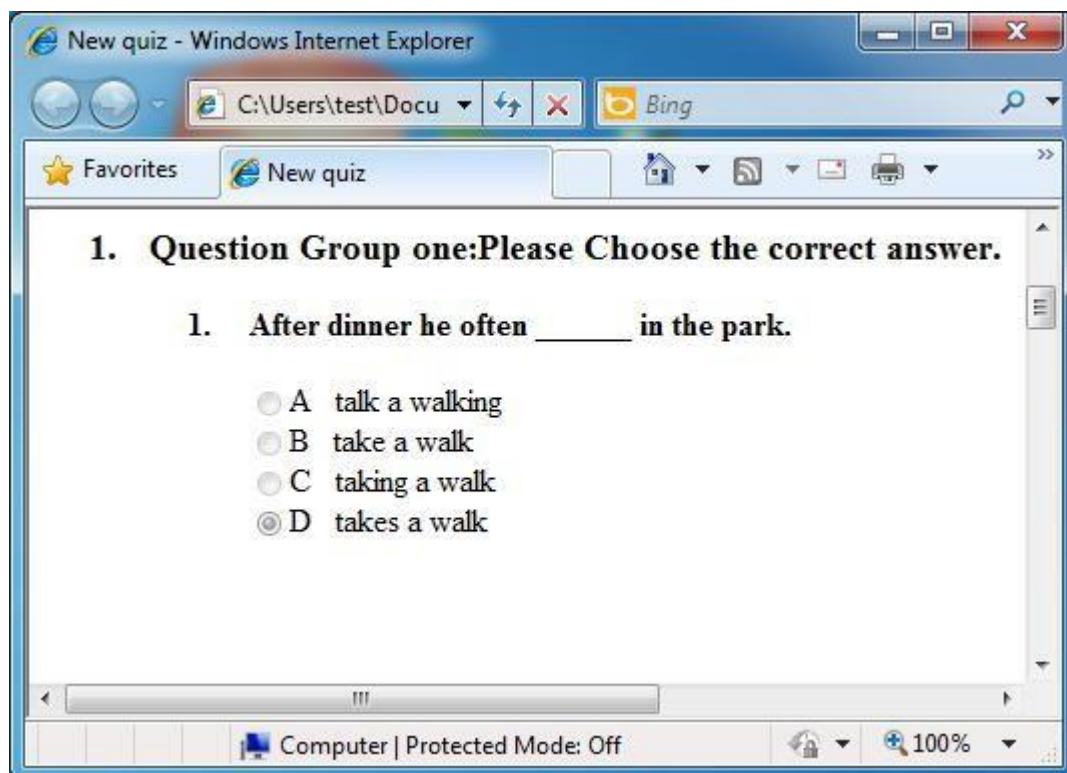 New quiz - Windows Internet Explorer
C:\Users\test\Docu
Bing
Favorites
New quiz
1. Question Group one:Please Choose the correct answer.
1. After dinner he often ______ in the park.
A talk a walking
B take a walk
C taking a walk
D takes a walk
Computer | Protected Mode: Off
100%